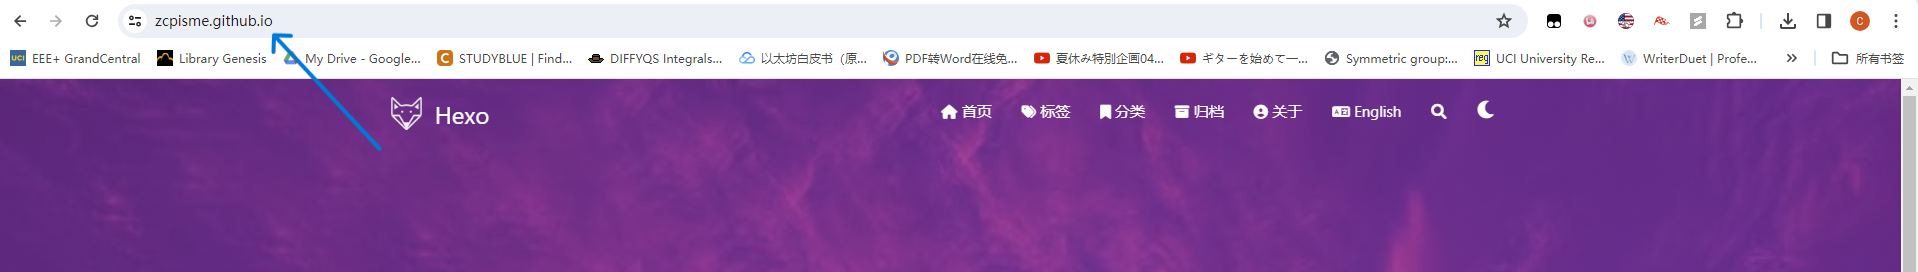 zcpisme.github.io
C
UCI EEE+ GrandCentral Library Genesis My Drive - Google... C STUDYBLUE | Find... DIFFYQS Integrals... 以太坊白皮书（原... PDF转Word在线免... 夏休み特別企画04... ギターを始めて一... Symmetric group:... reg UCI University Re... W WriterDuet | Profe... » 所有书签
Hexo 首页 标签 分类 归档 关于 English